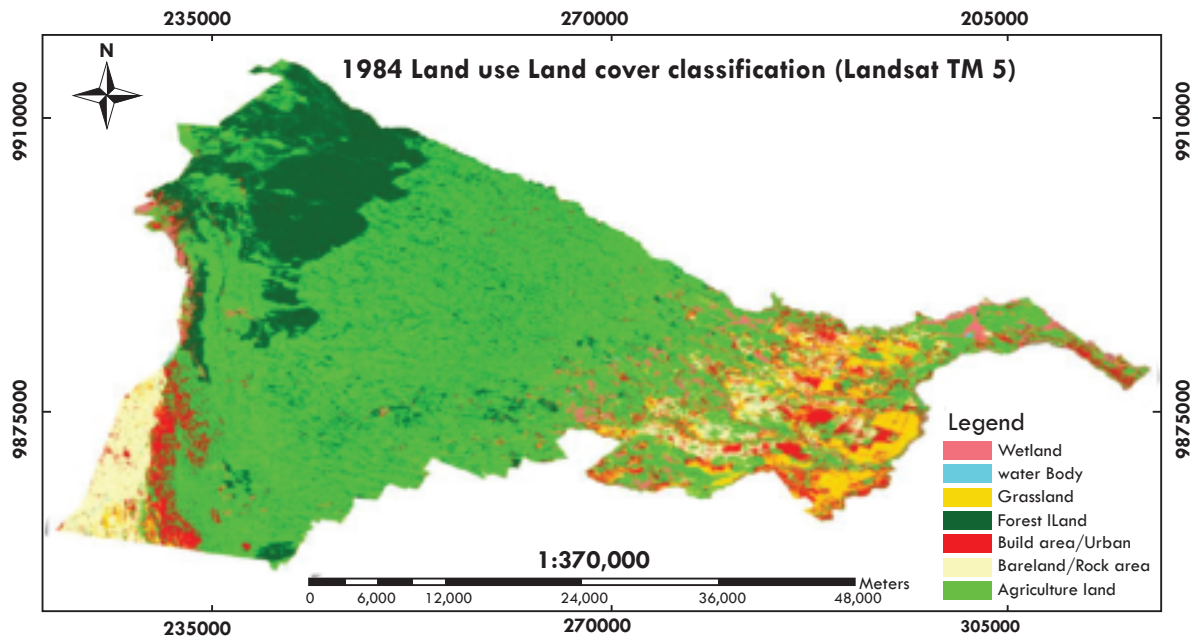 235000 270000 205000
N
1984 Land use Land cover classification (Landsat TM 5)
9910000 9910000
9875000 9875000
Legend
Wetland
water Body
Grassland
Forest lLand
Build area/Urban
Bareland/Rock area
Agriculture land
1:370,000
Meters
0 6,000 12,000 24,000 36,000 48,000
235000 270000 305000